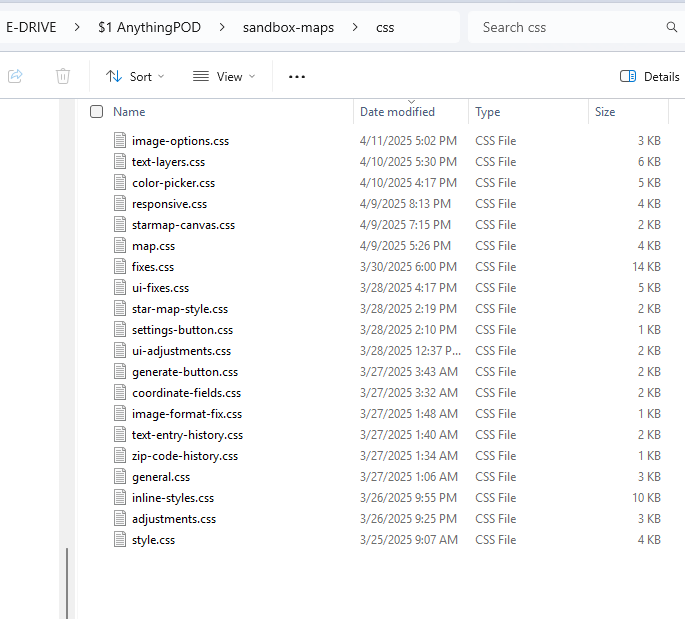 E-DRIVE > $1 AnythingPOD > sandbox-maps > css Search css
Sort View ... Details
Name Date modified Type Size
image-options.css 4/11/2025 5:02 PM CSS File 3 KB
text-layers.css 4/10/2025 5:30 PM CSS File 6 KB
color-picker.css 4/10/2025 4:17 PM CSS File 5 KB
responsive.css 4/9/2025 8:13 PM CSS File 4 KB
starmap-canvas.css 4/9/2025 7:15 PM CSS File 2 KB
map.css 4/9/2025 5:26 PM CSS File 4 KB
fixes.css 3/30/2025 6:00 PM CSS File 14 KB
ui-fixes.css 3/28/2025 4:17 PM CSS File 5 KB
star-map-style.css 3/28/2025 2:19 PM CSS File 2 KB
settings-button.css 3/28/2025 2:10 PM CSS File 1 KB
ui-adjustments.css 3/28/2025 12:37 P... CSS File 2 KB
generate-button.css 3/27/2025 3:43 AM CSS File 2 KB
coordinate-fields.css 3/27/2025 3:32 AM CSS File 2 KB
image-format-fix.css 3/27/2025 1:48 AM CSS File 1 KB
text-entry-history.css 3/27/2025 1:40 AM CSS File 2 KB
zip-code-history.css 3/27/2025 1:34 AM CSS File 1 KB
general.css 3/27/2025 1:06 AM CSS File 3 KB
inline-styles.css 3/26/2025 9:55 PM CSS File 10 KB
adjustments.css 3/26/2025 9:25 PM CSS File 3 KB
style.css 3/25/2025 9:07 AM CSS File 4 KB